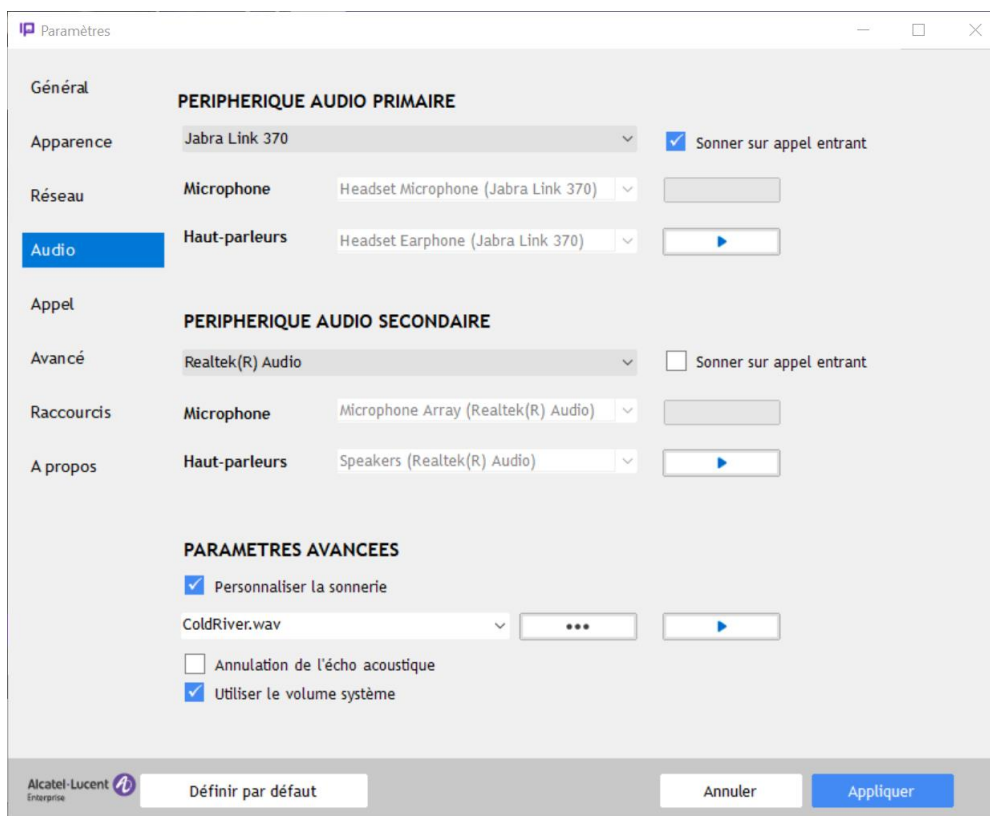 Paramètres
Général
Apparence
Réseau
Audio
Appel
Avancé
Raccourcis
A propos
PERIPHERIQUE AUDIO PRIMAIRE
Jabra Link 370
Sonner sur appel entrant
Microphone
Headset Microphone (Jabra Link 370)
Haut-parleurs
Headset Earphone (Jabra Link 370)
PERIPHERIQUE AUDIO SECONDAIRE
Realtek(R) Audio
Sonner sur appel entrant
Microphone
Microphone Array (Realtek(R) Audio)
Haut-parleurs
Speakers (Realtek(R) Audio)
PARAMETRES AVANCEES
Personnaliser la sonnerie
ColdRiver.wav
•••
Annulation de l'écho acoustique
Utiliser le volume système
Alcatel·Lucent
Enterprise
Définir par défaut
Annuler
Appliquer